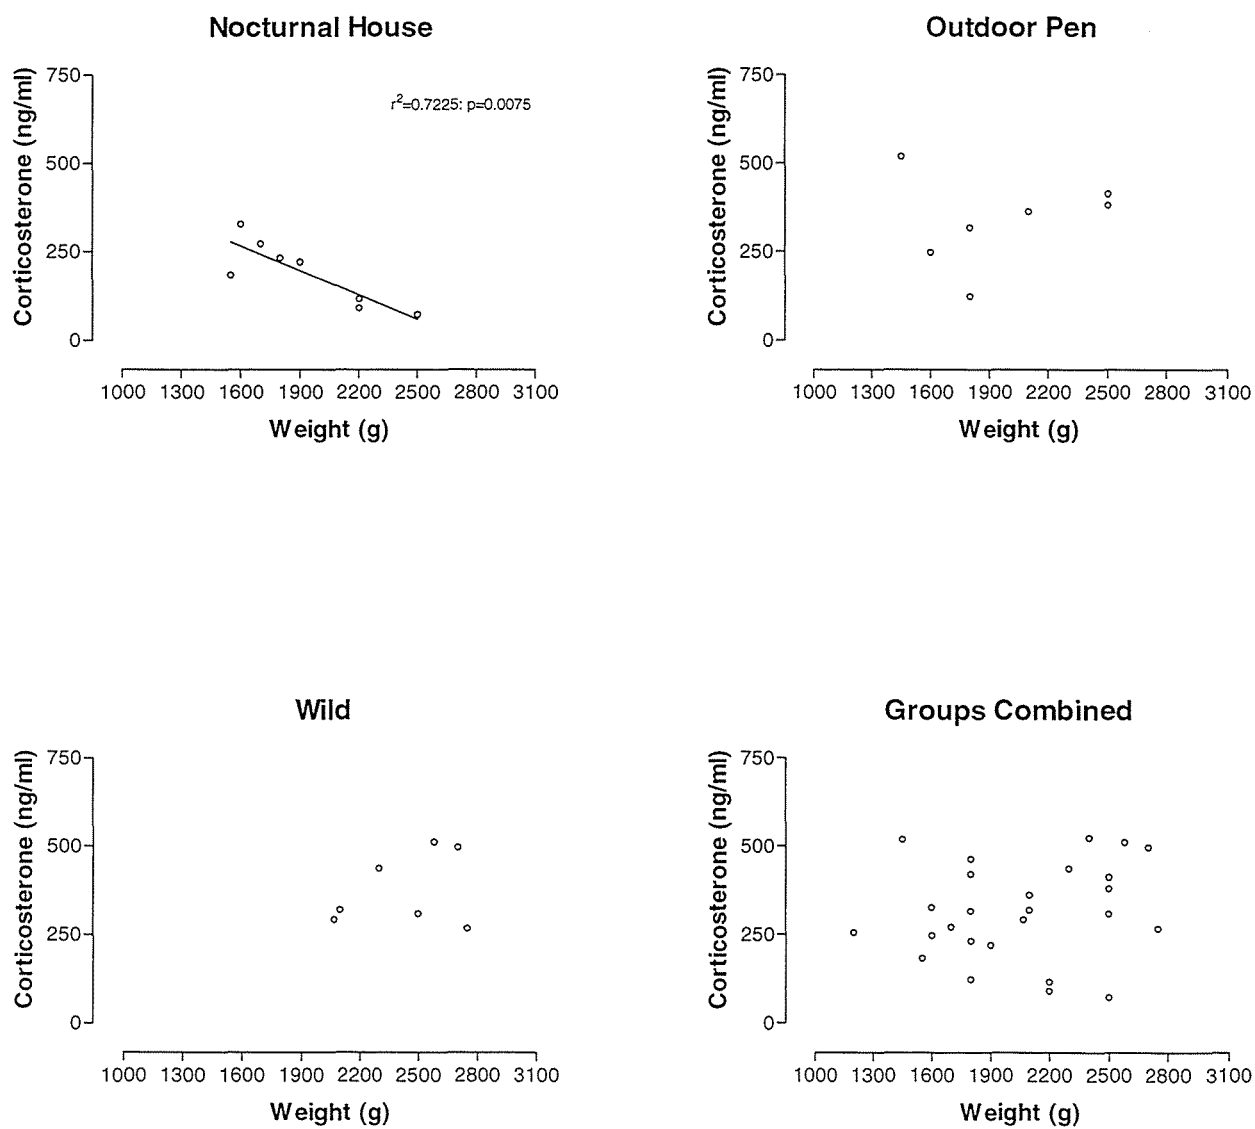 Nocturnal House
Corticosterone (ng/ml)
750
500
250
0
r²=0.7225: p=0.0075
1000 1300 1600 1900 2200 2500 2800 3100
Weight (g)
Outdoor Pen
Corticosterone (ng/ml)
750
500
250
0
1000 1300 1600 1900 2200 2500 2800 3100
Weight (g)
Wild
Corticosterone (ng/ml)
750
500
250
0
1000 1300 1600 1900 2200 2500 2800 3100
Weight (g)
Groups Combined
Corticosterone (ng/ml)
750
500
250
0
1000 1300 1600 1900 2200 2500 2800 3100
Weight (g)